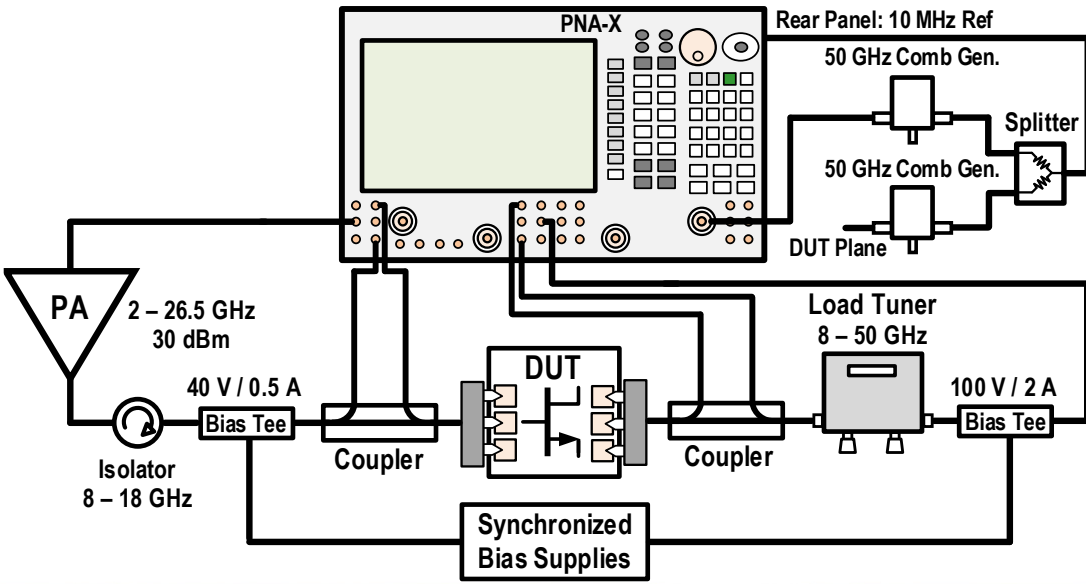 PNA-X
Rear Panel: 10 MHz Ref
50 GHz Comb Gen.
Splitter
50 GHz Comb Gen.
DUT Plane
PA
2 – 26.5 GHz
30 dBm
Load Tuner
8 – 50 GHz
DUT
40 V / 0.5 A
100 V / 2 A
Bias Tee
Bias Tee
Coupler
Coupler
Isolator
8 – 18 GHz
Synchronized
Bias Supplies